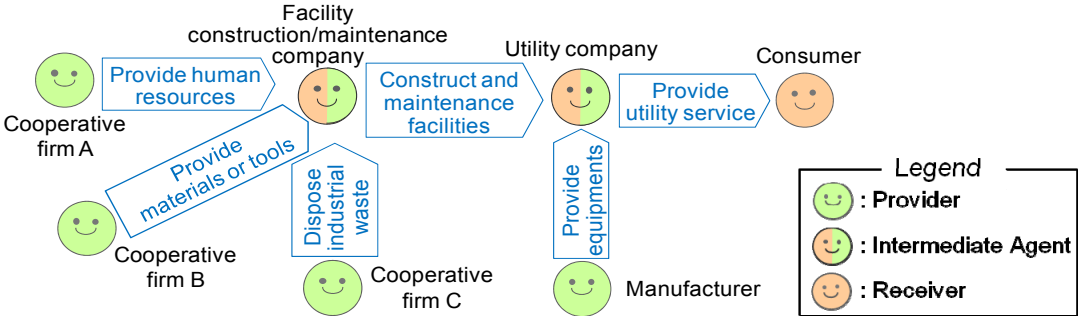 Facility
construction/maintenance
company
Utility company
Consumer
Provide human
resources
Construct and
maintenance
facilities
Provide
utility service
Cooperative
firm A
Provide
materials or tools
Dispose
industrial
waste
Provide
equipments
Cooperative
firm B
Cooperative
firm C
Manufacturer
Legend
: Provider
: Intermediate Agent
: Receiver